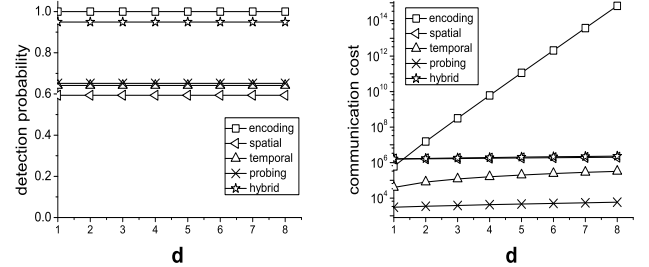 detection probability
1.0
0.8
0.6
0.4
0.2
0.0
encoding
spatial
temporal
probing
hybrid
1 2 3 4 5 6 7 8
d
communication cost
10^14
10^12
10^10
10^8
10^6
10^4
encoding
spatial
temporal
probing
hybrid
1 2 3 4 5 6 7 8
d